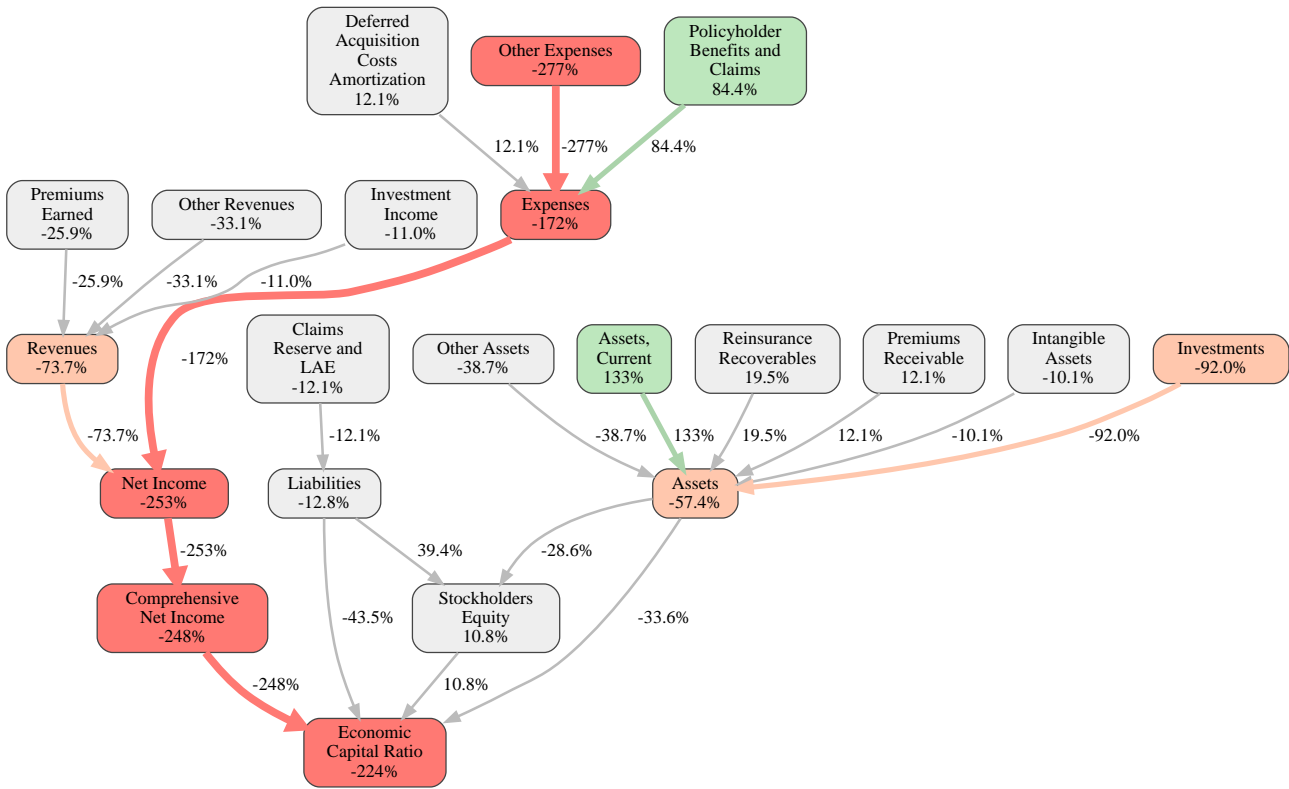 Deferred
Acquisition
Costs
Amortization
12.1%
Other Expenses
-277%
Policyholder
Benefits and
Claims
84.4%
12.1%
-277%
84.4%
Premiums
Earned
-25.9%
Other Revenues
-33.1%
Investment
Income
-11.0%
Expenses
-172%
-25.9%
-33.1%
-11.0%
-172%
Revenues
-73.7%
Claims
Reserve and
LAE
-12.1%
Other Assets
-38.7%
Assets,
Current
133%
Reinsurance
Recoverables
19.5%
Premiums
Receivable
12.1%
Intangible
Assets
-10.1%
Investments
-92.0%
-73.7%
-12.1%
-38.7%
133%
19.5%
12.1%
-10.1%
-92.0%
Net Income
-253%
Liabilities
-12.8%
Assets
-57.4%
-253%
39.4%
-28.6%
Comprehensive
Net Income
-248%
-43.5%
Stockholders
Equity
10.8%
-33.6%
-248%
10.8%
Economic
Capital Ratio
-224%